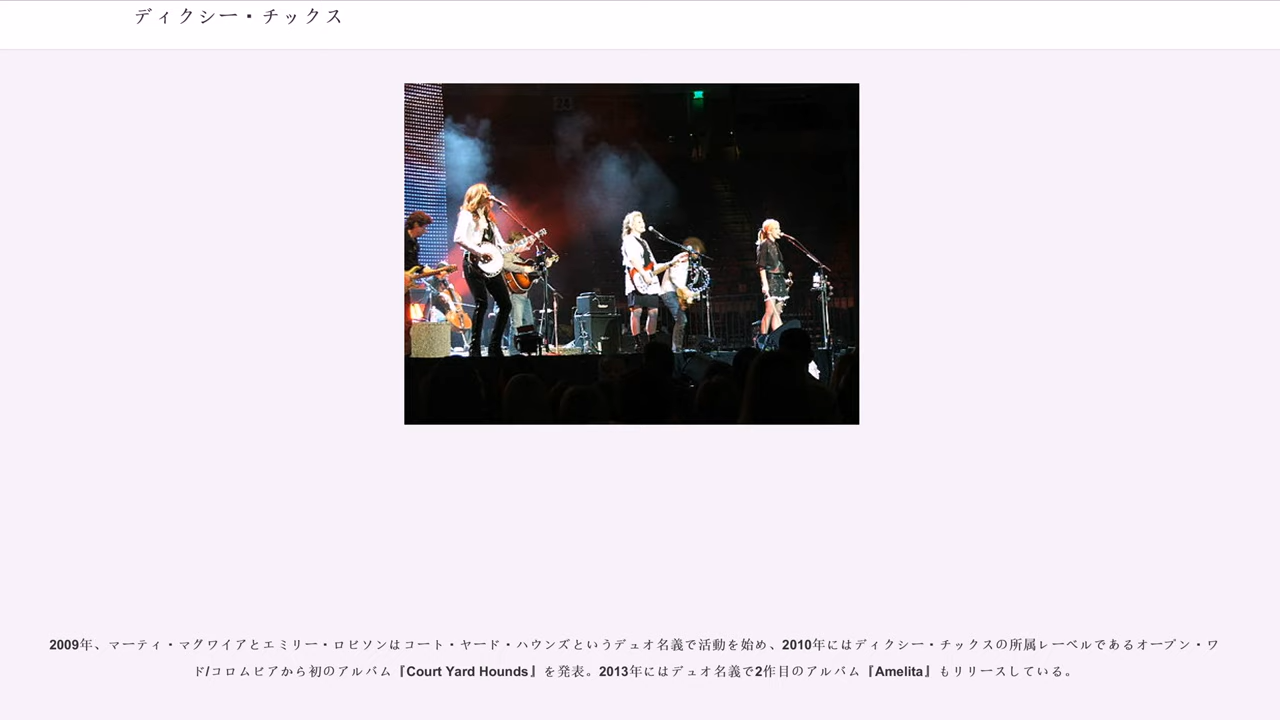 ディクシー・チックス
2009年、マーティ・マグワイアとエミリー・ロビソンはコート・ヤード・ハウンズというデュオ名義で活動を始め、2010年にはディクシー・チックスの所属レーベルであるオープン・ワ
ド/コロムビアから初のアルバム『Court Yard Hounds』を発表。2013年にはデュオ名義で2作目のアルバム『Amelita』もリリースしている。